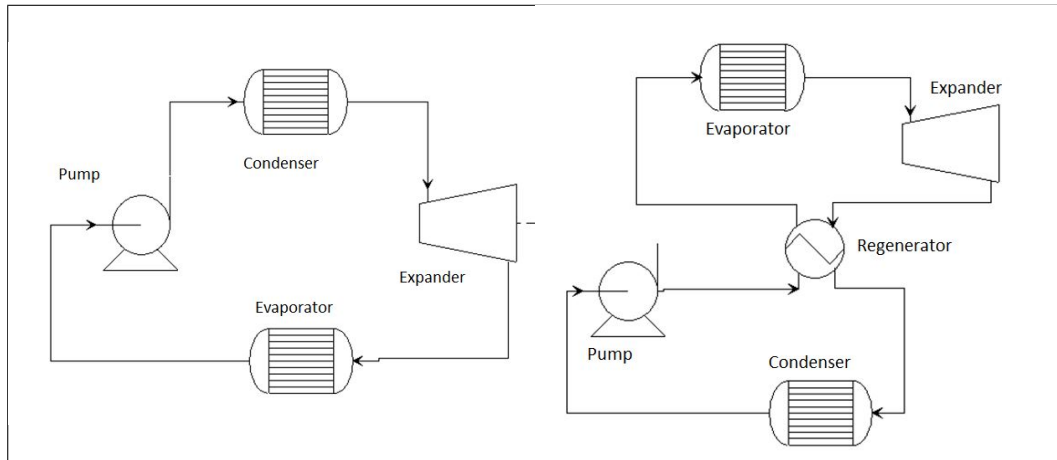 Pump
Condenser
Expander
Evaporator
Evaporator
Expander
Regenerator
Pump
Condenser